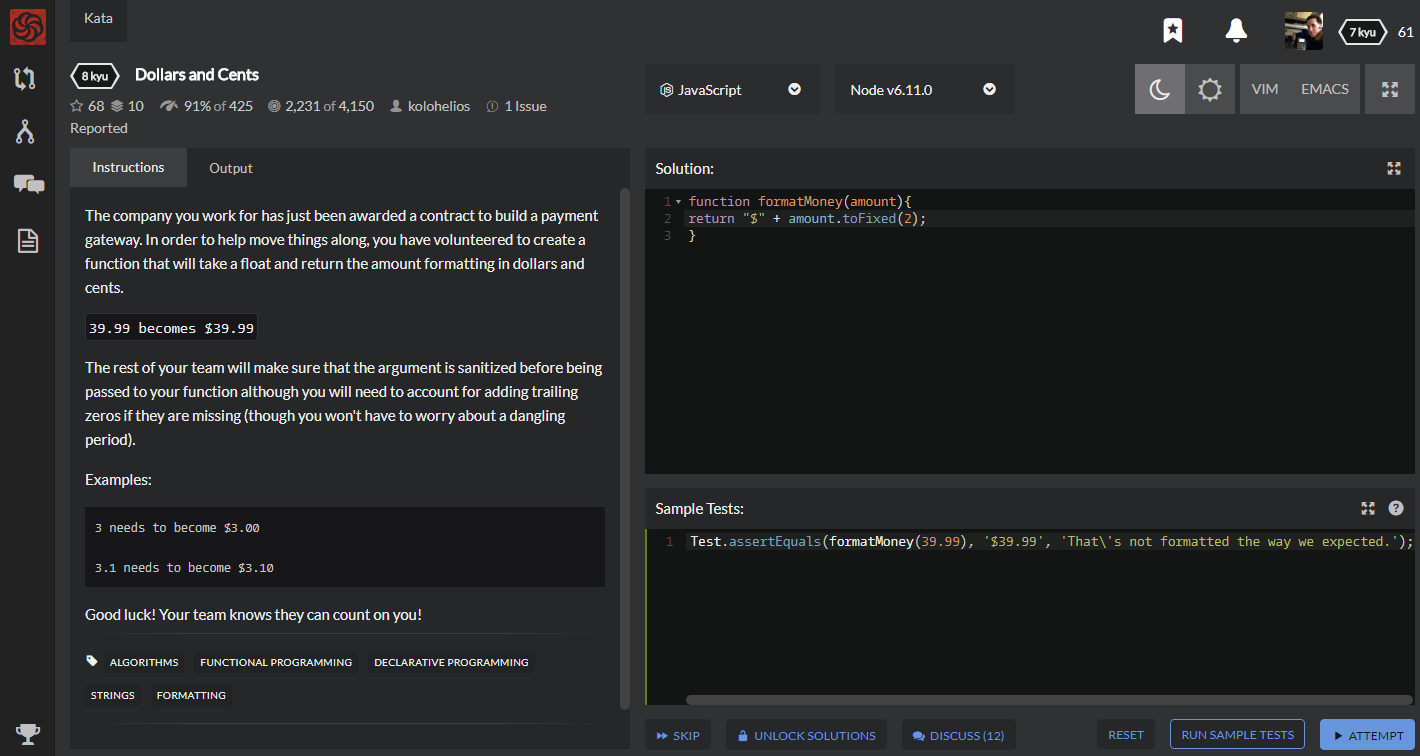 Kata
7 kyu 61
8 kyu Dollars and Cents
68 10 91% of 425 2,231 of 4,150 kolohelios 1 Issue
Reported
JavaScript
Node v6.11.0
VIM EMACS
Instructions Output
The company you work for has just been awarded a contract to build a payment
gateway. In order to help move things along, you have volunteered to create a
function that will take a float and return the amount formatting in dollars and
cents.
39.99 becomes $39.99
The rest of your team will make sure that the argument is sanitized before being
passed to your function although you will need to account for adding trailing
zeros if they are missing (though you won't have to worry about a dangling
period).
Examples:
3 needs to become $3.00
3.1 needs to become $3.10
Good luck! Your team knows they can count on you!
ALGORITHMS FUNCTIONAL PROGRAMMING DECLARATIVE PROGRAMMING
STRINGS FORMATTING
Solution:
1 function formatMoney(amount){
2 return "$" + amount.toFixed(2);
3 }
Sample Tests:
1 Test.assertEquals(formatMoney(39.99), '$39.99', 'That\'s not formatted the way we expected.');
SKIP UNLOCK SOLUTIONS DISCUSS (12) RESET RUN SAMPLE TESTS ATTEMPT